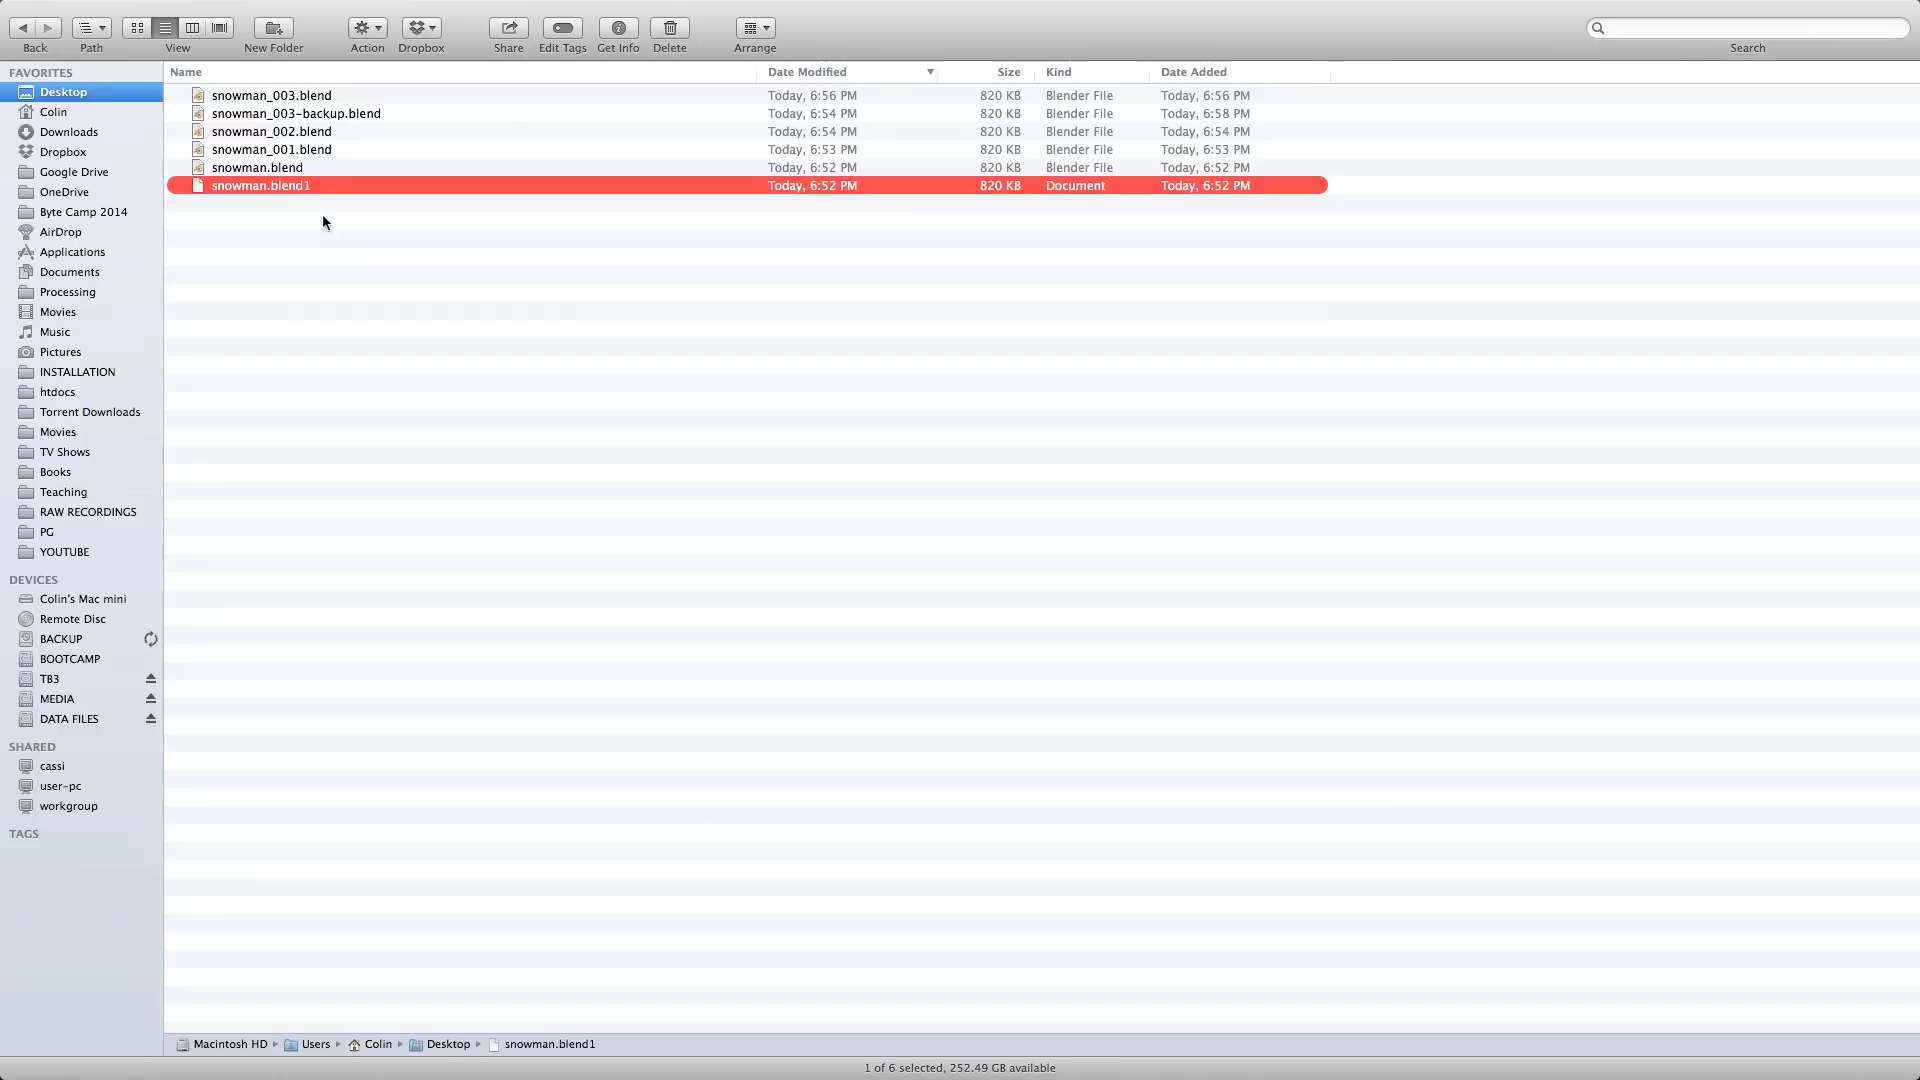 Back Path View New Folder Action Dropbox Share Edit Tags Get Info Delete Arrange Search
FAVORITES
Desktop
Colin
Downloads
Dropbox
Google Drive
OneDrive
Byte Camp 2014
AirDrop
Applications
Documents
Processing
Movies
Music
Pictures
INSTALLATION
htdocs
Torrent Downloads
Movies
TV Shows
Books
Teaching
RAW RECORDINGS
PG
YOUTUBE
DEVICES
Colin's Mac mini
Remote Disc
BACKUP
BOOTCAMP
TB3
MEDIA
DATA FILES
SHARED
cassi
user-pc
workgroup
TAGS
Name Date Modified Size Kind Date Added
snowman_003.blend Today, 6:56 PM 820 KB Blender File Today, 6:56 PM
snowman_003-backup.blend Today, 6:54 PM 820 KB Blender File Today, 6:58 PM
snowman_002.blend Today, 6:54 PM 820 KB Blender File Today, 6:54 PM
snowman_001.blend Today, 6:53 PM 820 KB Blender File Today, 6:53 PM
snowman.blend Today, 6:52 PM 820 KB Blender File Today, 6:52 PM
snowman.blend1 Today, 6:52 PM 820 KB Document Today, 6:52 PM
Macintosh HD Users Colin Desktop snowman.blend1
1 of 6 selected, 252.49 GB available